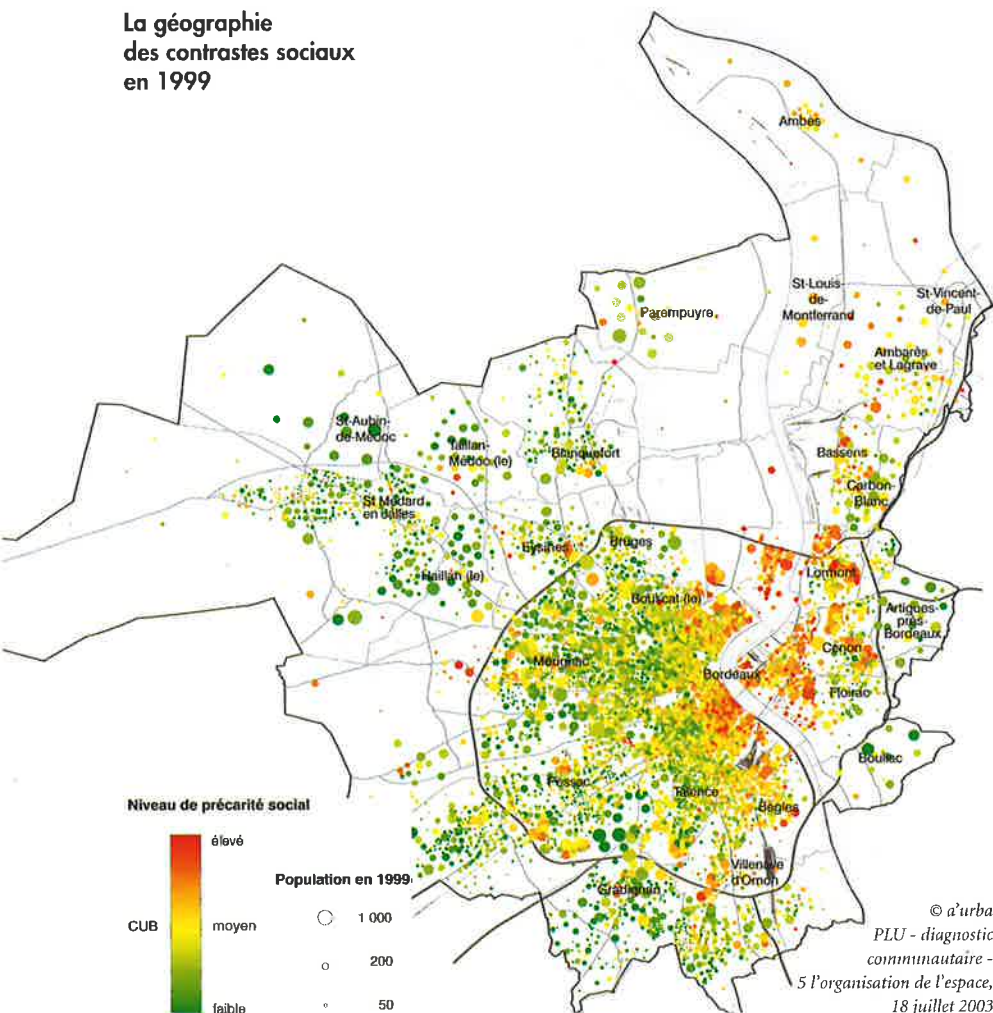 La géographie
des contrastes sociaux
en 1999
Ambès
St-Louis-
de-
Montferrand
St-Vincent-
de-Paul
Parempuyre
Ambarès
et Lagrave
St-Aubin-
de-Médoc
Taillan-
Médoc (le)
Blanquefort
Bassens
Carbon-
Blanc
St Médard
en Jalles
Eysines
Bruges
Haillan (le)
Lormont
Bouscat (le)
Artigues-
près-
Bordeaux
Cenon
Mérignac
Bordeaux
Floirac
Bouliac
Pessac
Talence
Bègles
Villenave
d'Ornon
Gradignan
Niveau de précarité social
élevé
CUB
moyen
faible
Population en 1999
1 000
200
50
© a'urba
PLU - diagnostic
communautaire -
5 l'organisation de l'espace,
18 juillet 2003